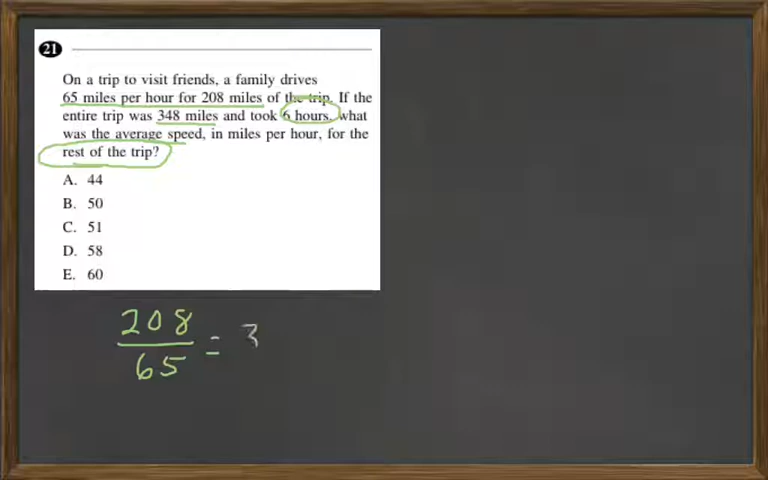 21
On a trip to visit friends, a family drives
65 miles per hour for 208 miles of the trip. If the
entire trip was 348 miles and took 6 hours, what
was the average speed, in miles per hour, for the
rest of the trip?
A. 44
B. 50
C. 51
D. 58
E. 60
208
65 = 3